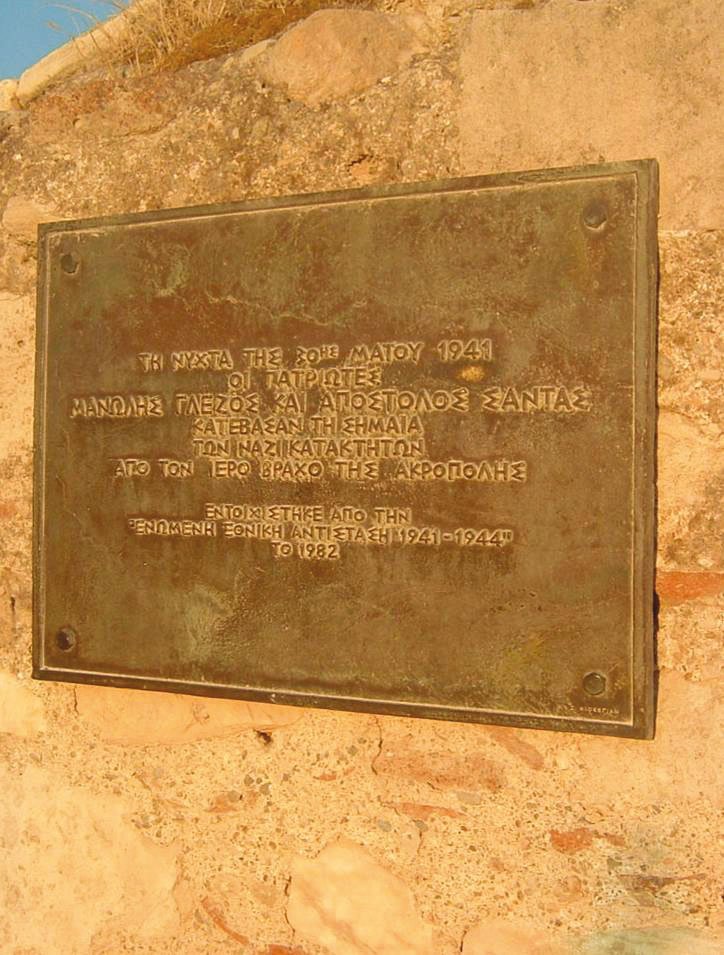 ΤΗ ΝΥΧΤΑ ΤΗΣ 30ΗΣ ΜΑΪΟΥ 1941
ΟΙ ΠΑΤΡΙΩΤΕΣ
ΜΑΝΩΛΗΣ ΓΛΕΖΟΣ ΚΑΙ ΑΠΟΣΤΟΛΟΣ ΣΑΝΤΑΣ
ΚΑΤΕΒΑΣΑΝ ΤΗ ΣΗΜΑΙΑ
ΤΩΝ ΝΑΖΙ ΚΑΤΑΚΤΗΤΩΝ
ΑΠΟ ΤΟΝ ΙΕΡΟ ΒΡΑΧΟ ΤΗΣ ΑΚΡΟΠΟΛΗΣ
ΕΝΤΟΙΧΙΣΤΗΚΕ ΑΠΟ ΤΗΝ
"ΕΝΩΜΕΝΗ ΕΘΝΙΚΗ ΑΝΤΙΣΤΑΣΗ 1941-1944"
ΤΟ 1982